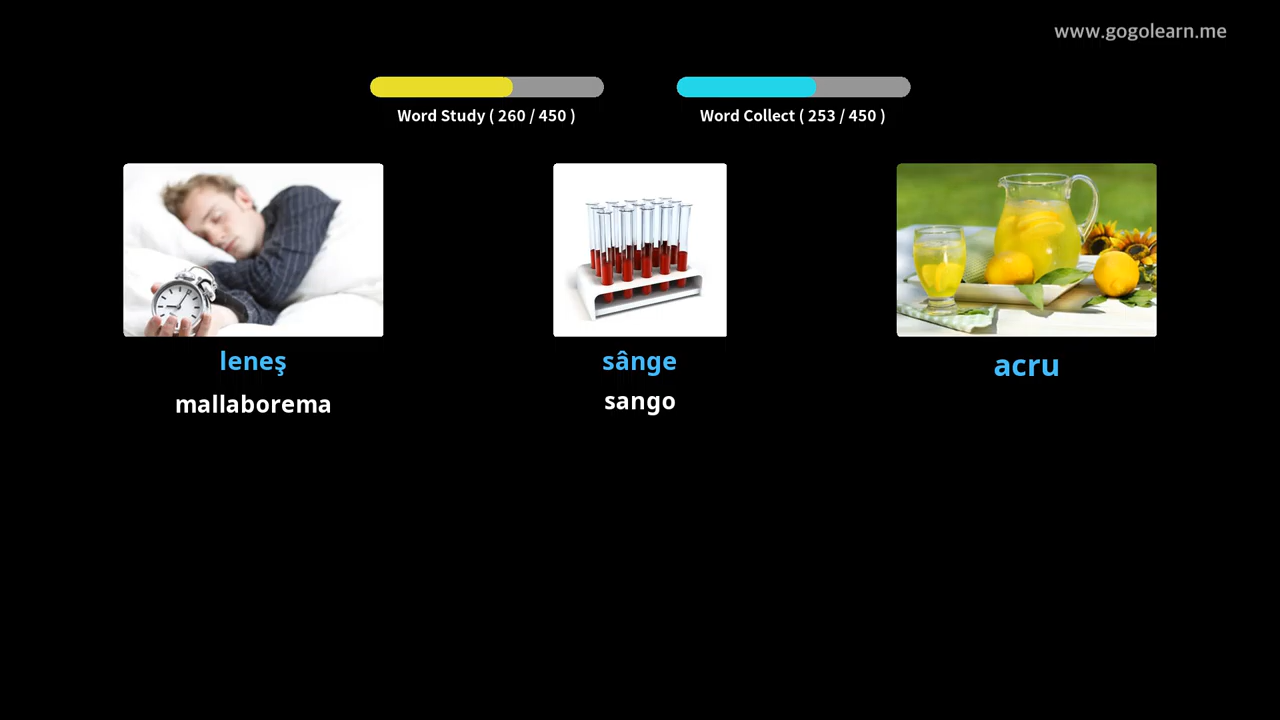 www.gogolearn.me
Word Study ( 260 / 450 )
Word Collect ( 253 / 450 )
leneş
mallaborema
sânge
sango
acru